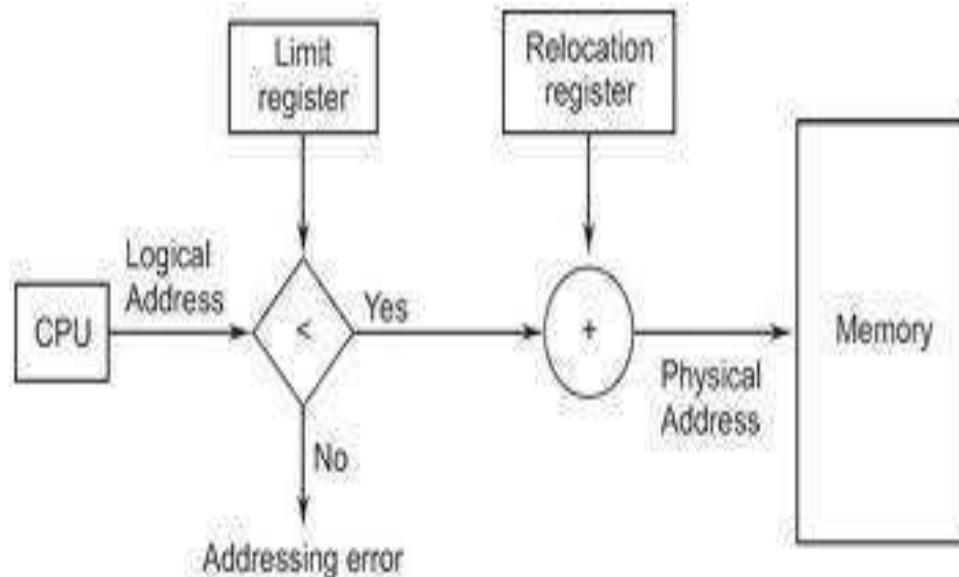 Limit
register
Relocation
register
Logical
Address
CPU
<
Yes
+
Memory
Physical
Address
No
Addressing error